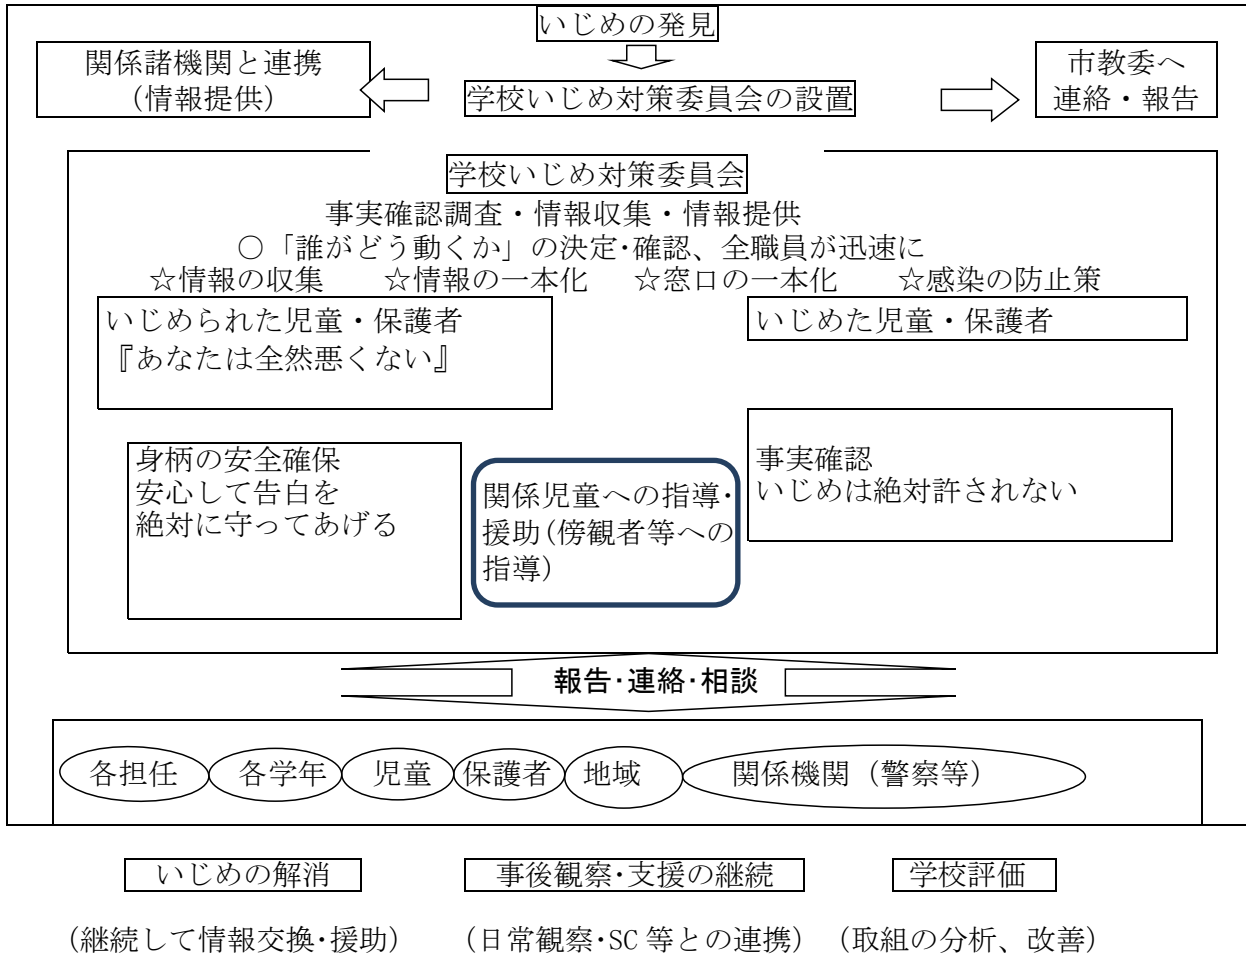 いじめの発見
関係諸機関と連携
（情報提供）
学校いじめ対策委員会の設置
市教委へ
連絡・報告
学校いじめ対策委員会
事実確認調査・情報収集・情報提供
〇「誰がどう動くか」の決定･確認、全職員が迅速に
☆情報の収集　　☆情報の一本化　☆窓口の一本化　　☆感染の防止策
いじめられた児童・保護者
『あなたは全然悪くない』
いじめた児童・保護者
身柄の安全確保
安心して告白を
絶対に守ってあげる
関係児童への指導･
援助(傍観者等への
指導)
事実確認
いじめは絶対許されない
報告･連絡･相談
各担任　各学年　児童　保護者　地域　関係機関（警察等）
いじめの解消　事後観察･支援の継続　学校評価
(継続して情報交換･援助)　(日常観察･SC 等との連携)　(取組の分析、改善)